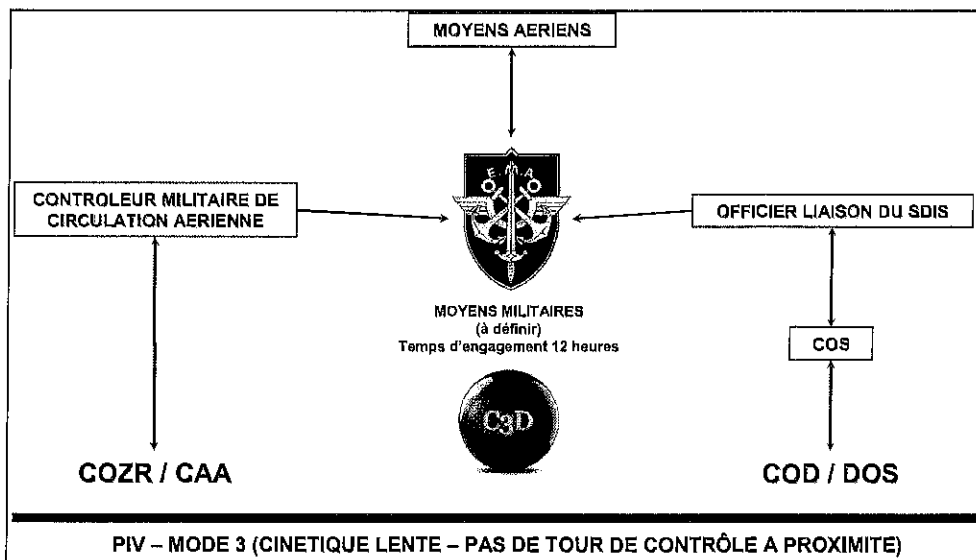 MOYENS AERIENS
E.M.A
CONTROLEUR MILITAIRE DE
CIRCULATION AERIENNE
OFFICIER LIAISON DU SDIS
MOYENS MILITAIRES
(à définir)
Temps d'engagement 12 heures
COS
C3D
COZR / CAA
COD / DOS
PIV – MODE 3 (CINETIQUE LENTE – PAS DE TOUR DE CONTRÔLE A PROXIMITE)